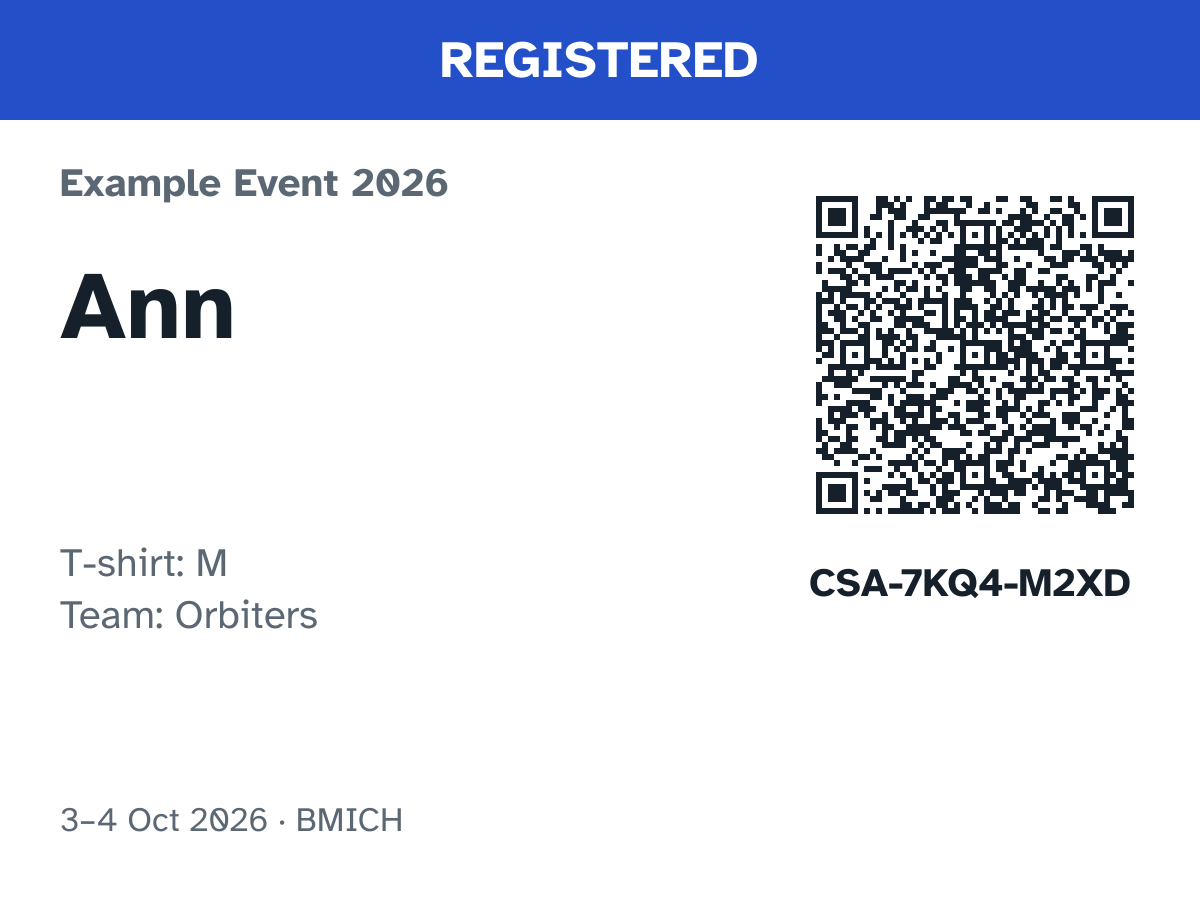 REGISTERED
Example Event 2026
Ann
T-shirt: M
Team: Orbiters
CSA-7KQ4-M2XD
3–4 Oct 2026 · BMICH